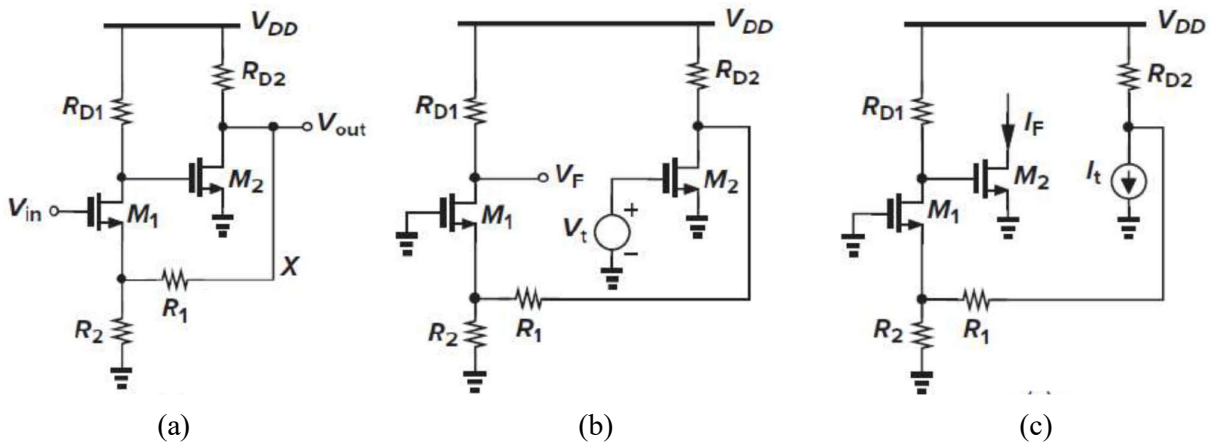 V_DD
R_D2
R_D1
V_out
M_2
V_in
M_1
X
R_1
R_2
(a)
V_DD
R_D2
R_D1
V_F
M_2
M_1
V_t
+
−
R_1
R_2
(b)
V_DD
R_D2
R_D1
I_F
M_2
I_t
M_1
R_1
R_2
(c)